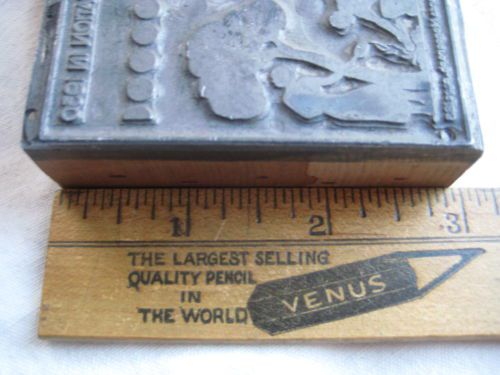 1 2 3
THE LARGEST SELLING
QUALITY PENCIL
IN
THE WORLD
VENUS